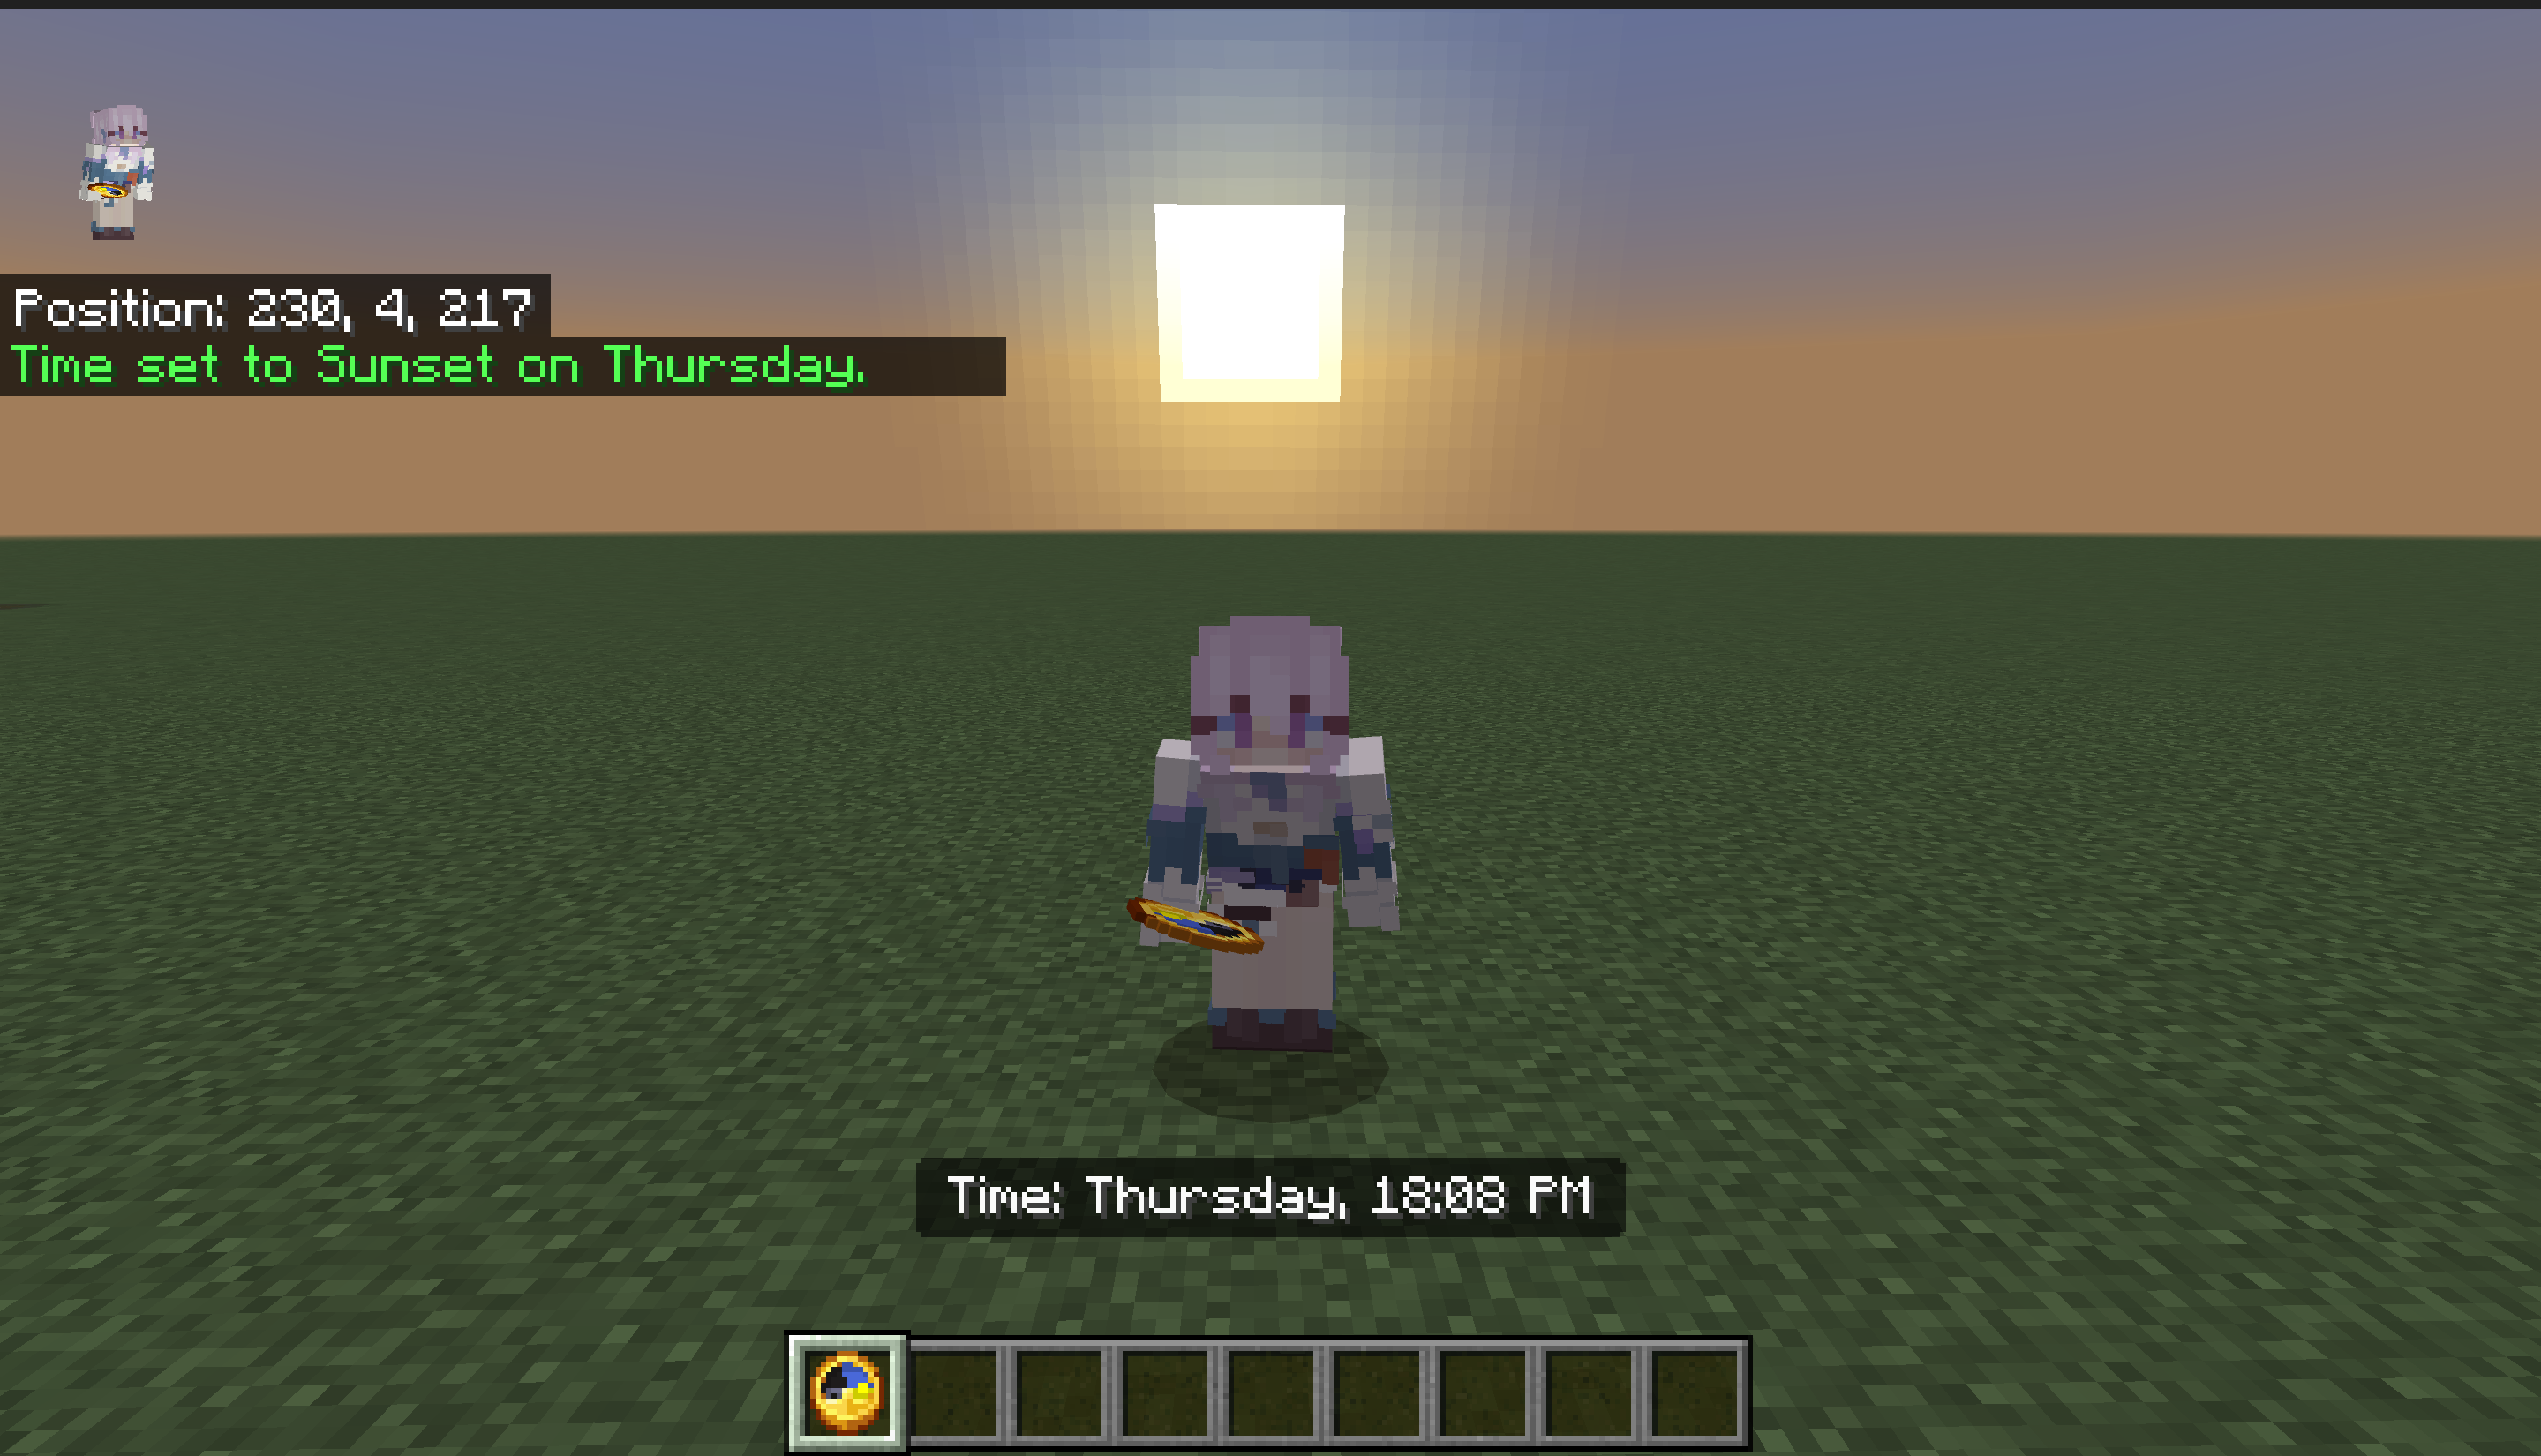 Position: 230, 4, 217
Time set to Sunset on Thursday.
Time: Thursday, 18:08 PM